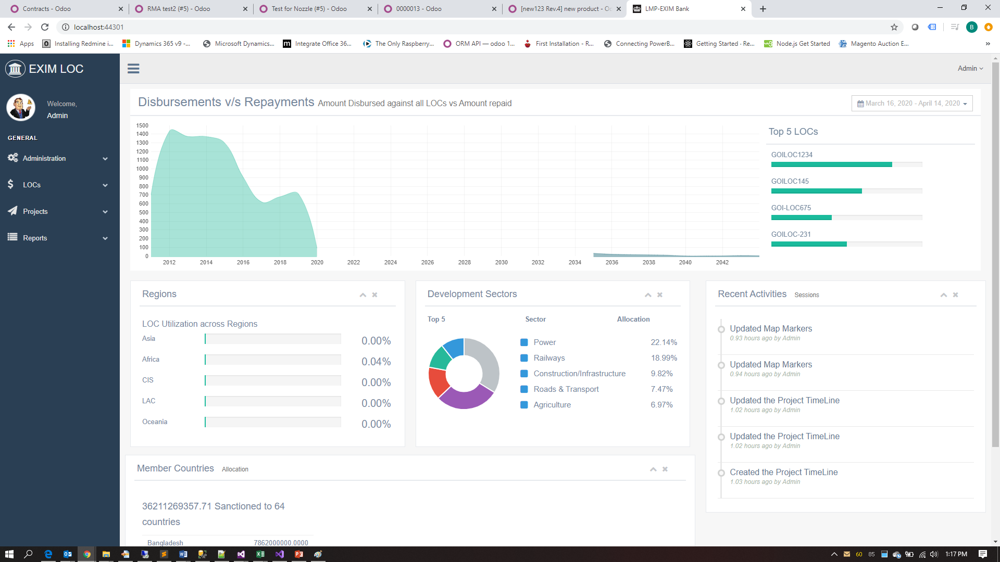 Contracts - Odoo
RMA test2 (#5) - Odoo
Test for Nozzle (#5) - Odoo
0000013 - Odoo
[new123 Rev.4] new product - Oc
LMP-EXIM Bank
localhost:44301
B
Apps
Installing Redmine i...
Dynamics 365 v9 -...
Microsoft Dynamics...
Integrate Office 36...
The Only Raspberry...
ORM API — odoo 1...
First Installation - R...
Connecting PowerB...
Getting Started · Re...
Node.js Get Started
Magento Auction E...
»
EXIM LOC
Admin
Welcome,
Admin
GENERAL
Administration
LOCs
Projects
Reports
Disbursements v/s Repayments Amount Disbursed against all LOCs vs Amount repaid
March 16, 2020 - April 14, 2020
1500
1400
1300
1200
1100
1000
900
800
700
600
500
400
300
200
100
0
2012 2014 2016 2018 2020 2022 2024 2026 2028 2030 2032 2034 2036 2038 2040 2042
Top 5 LOCs
GOILOC1234
GOILOC145
GOI-LOC675
GOILOC-231
Regions
LOC Utilization across Regions
Asia 0.00%
Africa 0.04%
CIS 0.00%
LAC 0.00%
Oceania 0.00%
Development Sectors
Top 5 Sector Allocation
Power 22.14%
Railways 18.99%
Construction/Infrastructure 9.82%
Roads & Transport 7.47%
Agriculture 6.97%
Recent Activities Sessions
Updated Map Markers
0.93 hours ago by Admin
Updated Map Markers
0.94 hours ago by Admin
Updated the Project TimeLine
1.02 hours ago by Admin
Updated the Project TimeLine
1.02 hours ago by Admin
Created the Project TimeLine
1.03 hours ago by Admin
Member Countries Allocation
36211269357.71 Sanctioned to 64
countries
Bangladesh 7862000000.0000
60 85 1:17 PM